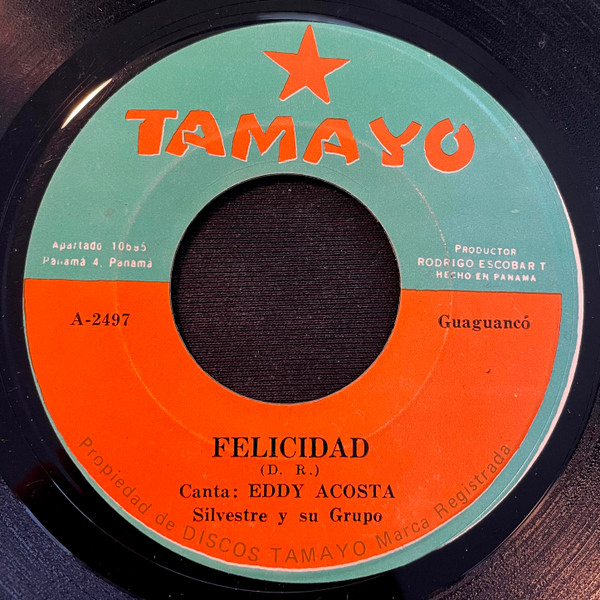 TAMAYO
Apartado 10695
Panamá 4, Panamá
PRODUCTOR
RODRIGO ESCOBAR T
HECHO EN PANAMA
A-2497
Guaguancó
FELICIDAD
(D. R.)
Canta: EDDY ACOSTA
Silvestre y su Grupo
Propiedad de DISCOS TAMAYO Marca Registrada